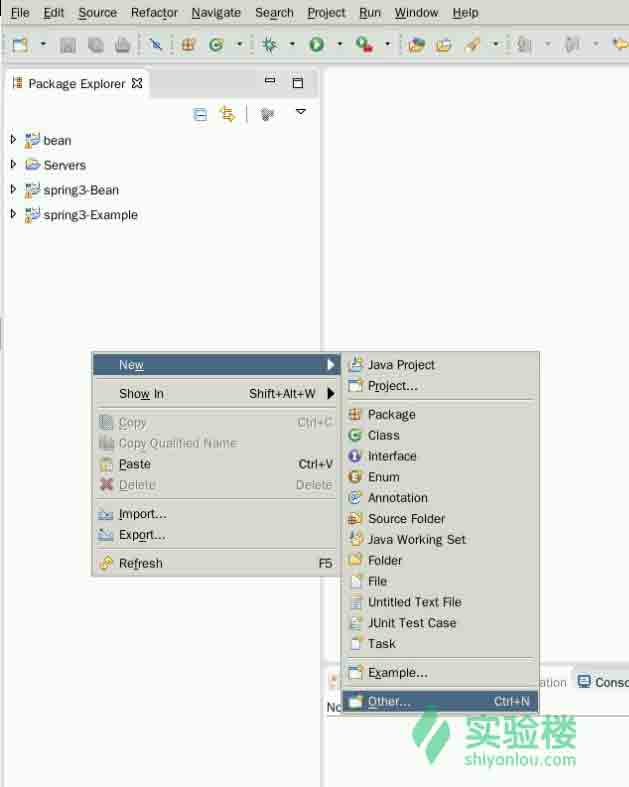 File Edit Source Refactor Navigate Search Project Run Window Help
Package Explorer
bean
Servers
spring3-Bean
spring3-Example
New
Show In Shift+Alt+W
Copy Ctrl+C
Copy Qualified Name
Paste Ctrl+V
Delete Delete
Import...
Export...
Refresh F5
Java Project
Project...
Package
Class
Interface
Enum
Annotation
Source Folder
Java Working Set
Folder
File
Untitled Text File
JUnit Test Case
Task
Example...
Other... Ctrl+N
实验楼
shiyanlou.com